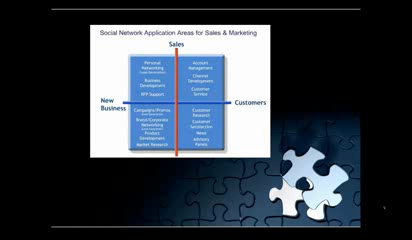 Social Network Application Areas for Sales & Marketing
Sales
Personal
Networking
(Lead Generation)
Business
Development
RFP Support
Account
Management
Channel
Development
Customer
Service
New
Business
Customers
Campaigns/Promos
Brand/Corporate
Networking
Product
Development
Market Research
Customer
Research
Customer
Satisfaction
News
Advisory
Panels